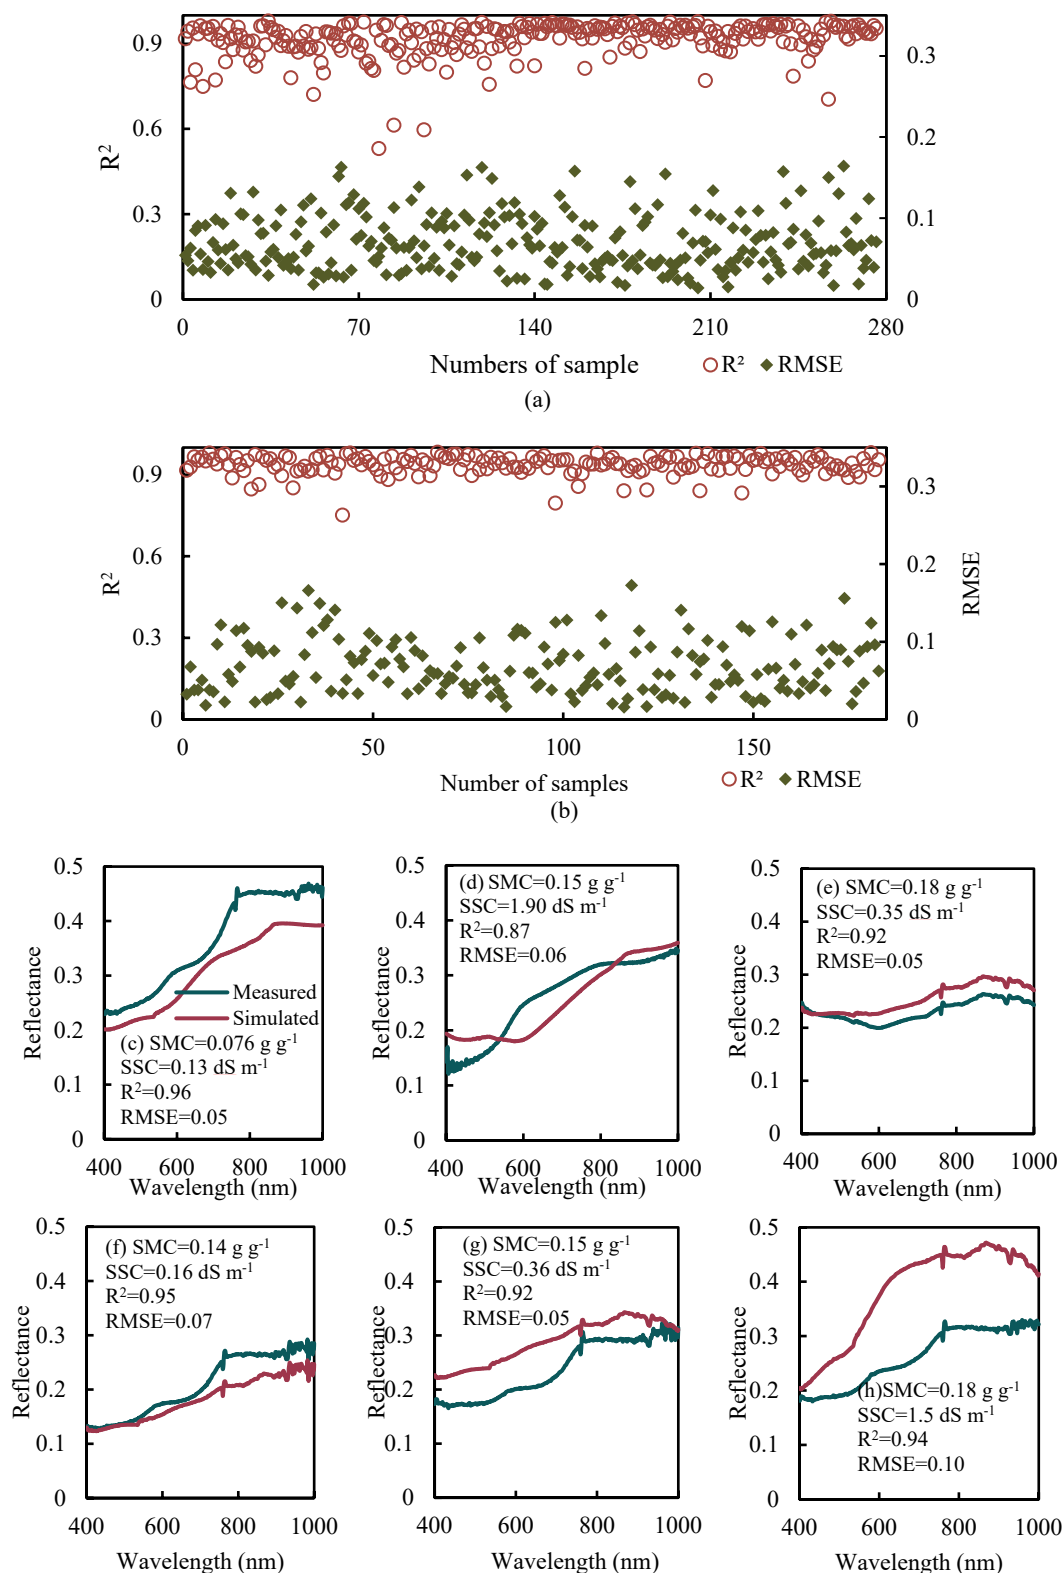 0.9
0.6
0.3
0
R²
0.3
0.2
0.1
0
0
70
140
210
280
Numbers of sample
R² RMSE
(a)
0.9
0.6
0.3
0
R²
0.3
0.2
0.1
0
RMSE
0
50
100
150
Number of samples
R² RMSE
(b)
0.5
0.4
0.3
0.2
0.1
0
Reflectance
Measured
Simulated
(c) SMC=0.076 g g⁻¹
SSC=0.13 dS m⁻¹
R²=0.96
RMSE=0.05
400 600 800 1000
Wavelength (nm)
0.5
0.4
0.3
0.2
0.1
0
Reflectance
(d) SMC=0.15 g g⁻¹
SSC=1.90 dS m⁻¹
R²=0.87
RMSE=0.06
400 600 800 1000
Wavelength (nm)
0.5
0.4
0.3
0.2
0.1
0
Reflectance
(e) SMC=0.18 g g⁻¹
SSC=0.35 dS m⁻¹
R²=0.92
RMSE=0.05
400 600 800 1000
Wavelength (nm)
0.5
0.4
0.3
0.2
0.1
0
Reflectance
(f) SMC=0.14 g g⁻¹
SSC=0.16 dS m⁻¹
R²=0.95
RMSE=0.07
400 600 800 1000
Wavelength (nm)
0.5
0.4
0.3
0.2
0.1
0
Reflectance
(g) SMC=0.15 g g⁻¹
SSC=0.36 dS m⁻¹
R²=0.92
RMSE=0.05
400 600 800 1000
Wavelength (nm)
0.5
0.4
0.3
0.2
0.1
0
Reflectance
(h)SMC=0.18 g g⁻¹
SSC=1.5 dS m⁻¹
R²=0.94
RMSE=0.10
400 600 800 1000
Wavelength (nm)